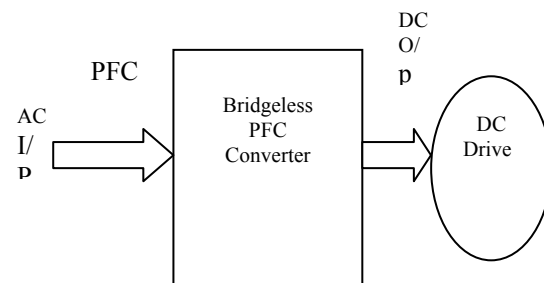 PFC
AC
I/
P
Bridgeless
PFC
Converter
DC
O/
p
DC
Drive